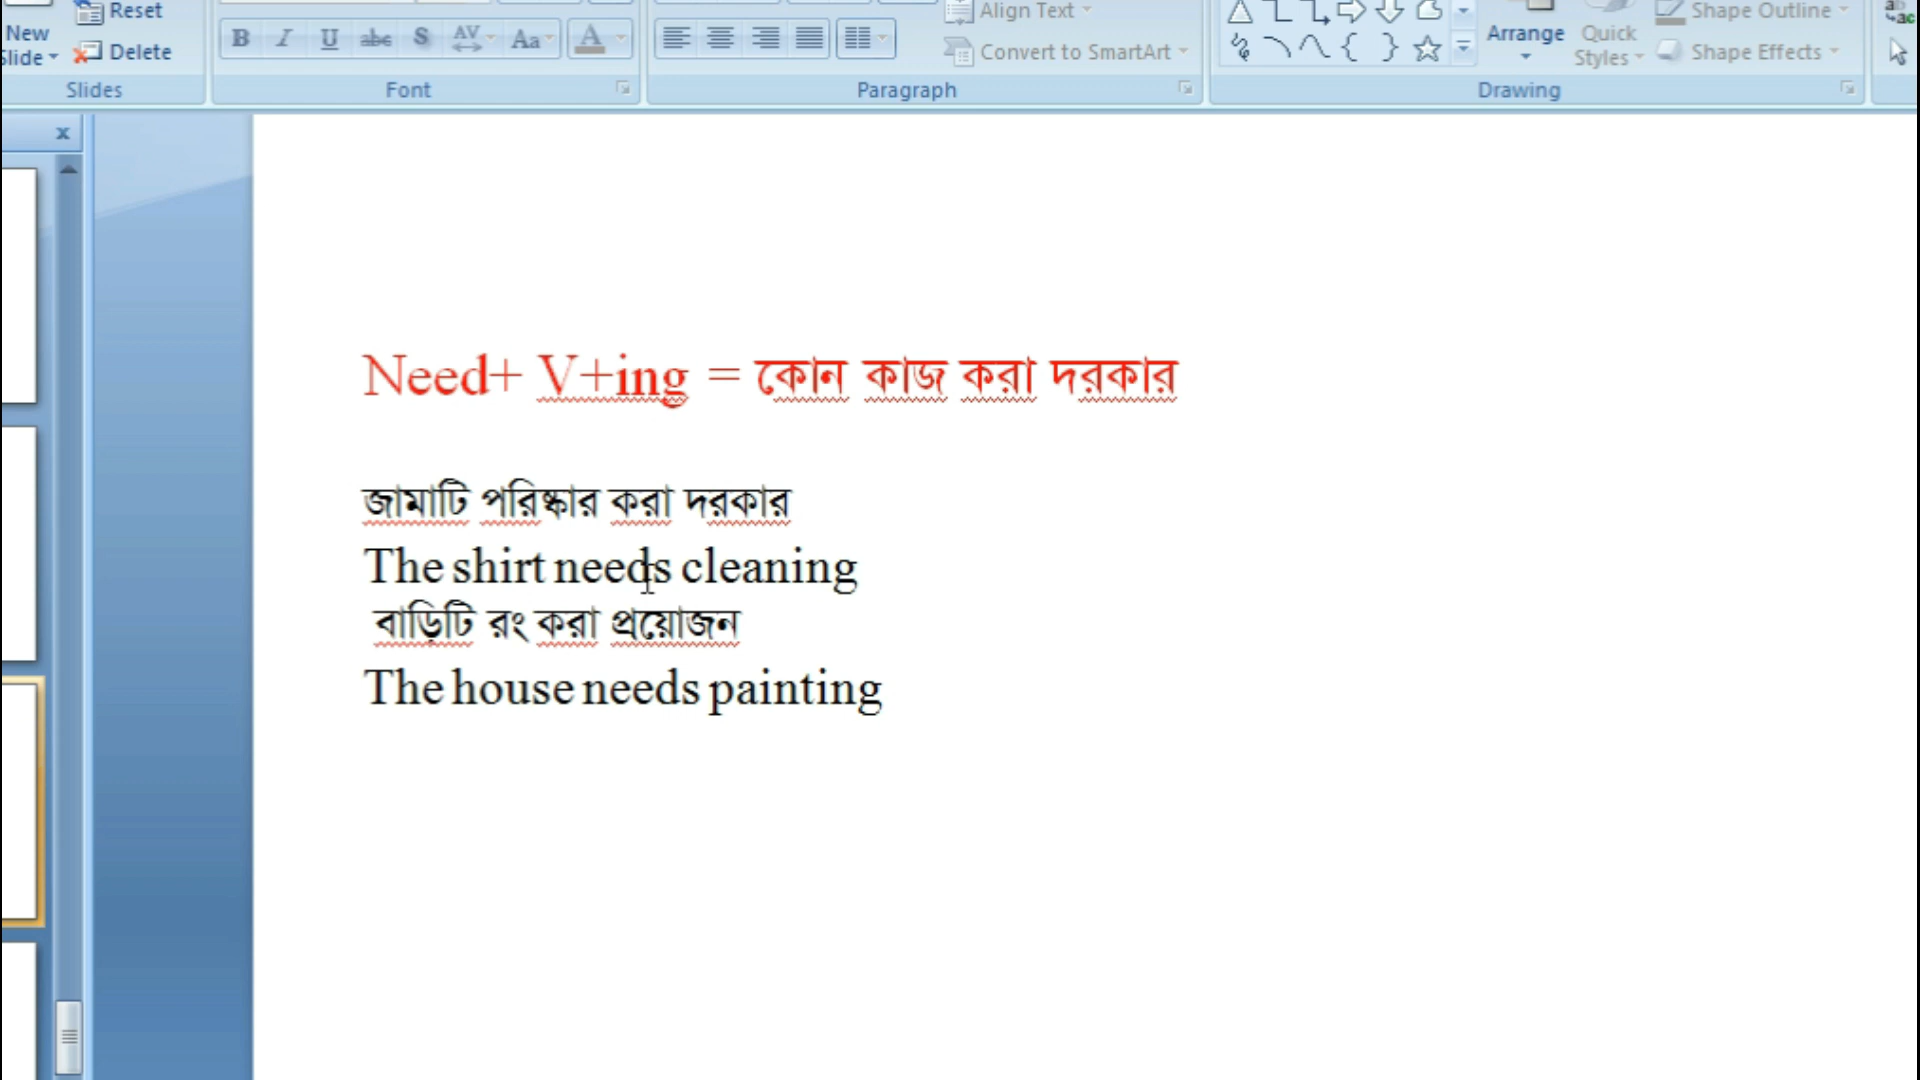 Reset
New
Slide
Delete
B I U abc S AV Aa A
Align Text
Convert to SmartArt
Arrange
Quick
Styles
Shape Outline
Shape Effects
Slides
Font
Paragraph
Drawing
x
Need+ V+ing = কোন কাজ করা দরকার
জামাটি পরিষ্কার করা দরকার
The shirt needs cleaning
বাড়িটি রং করা প্রয়োজন
The house needs painting